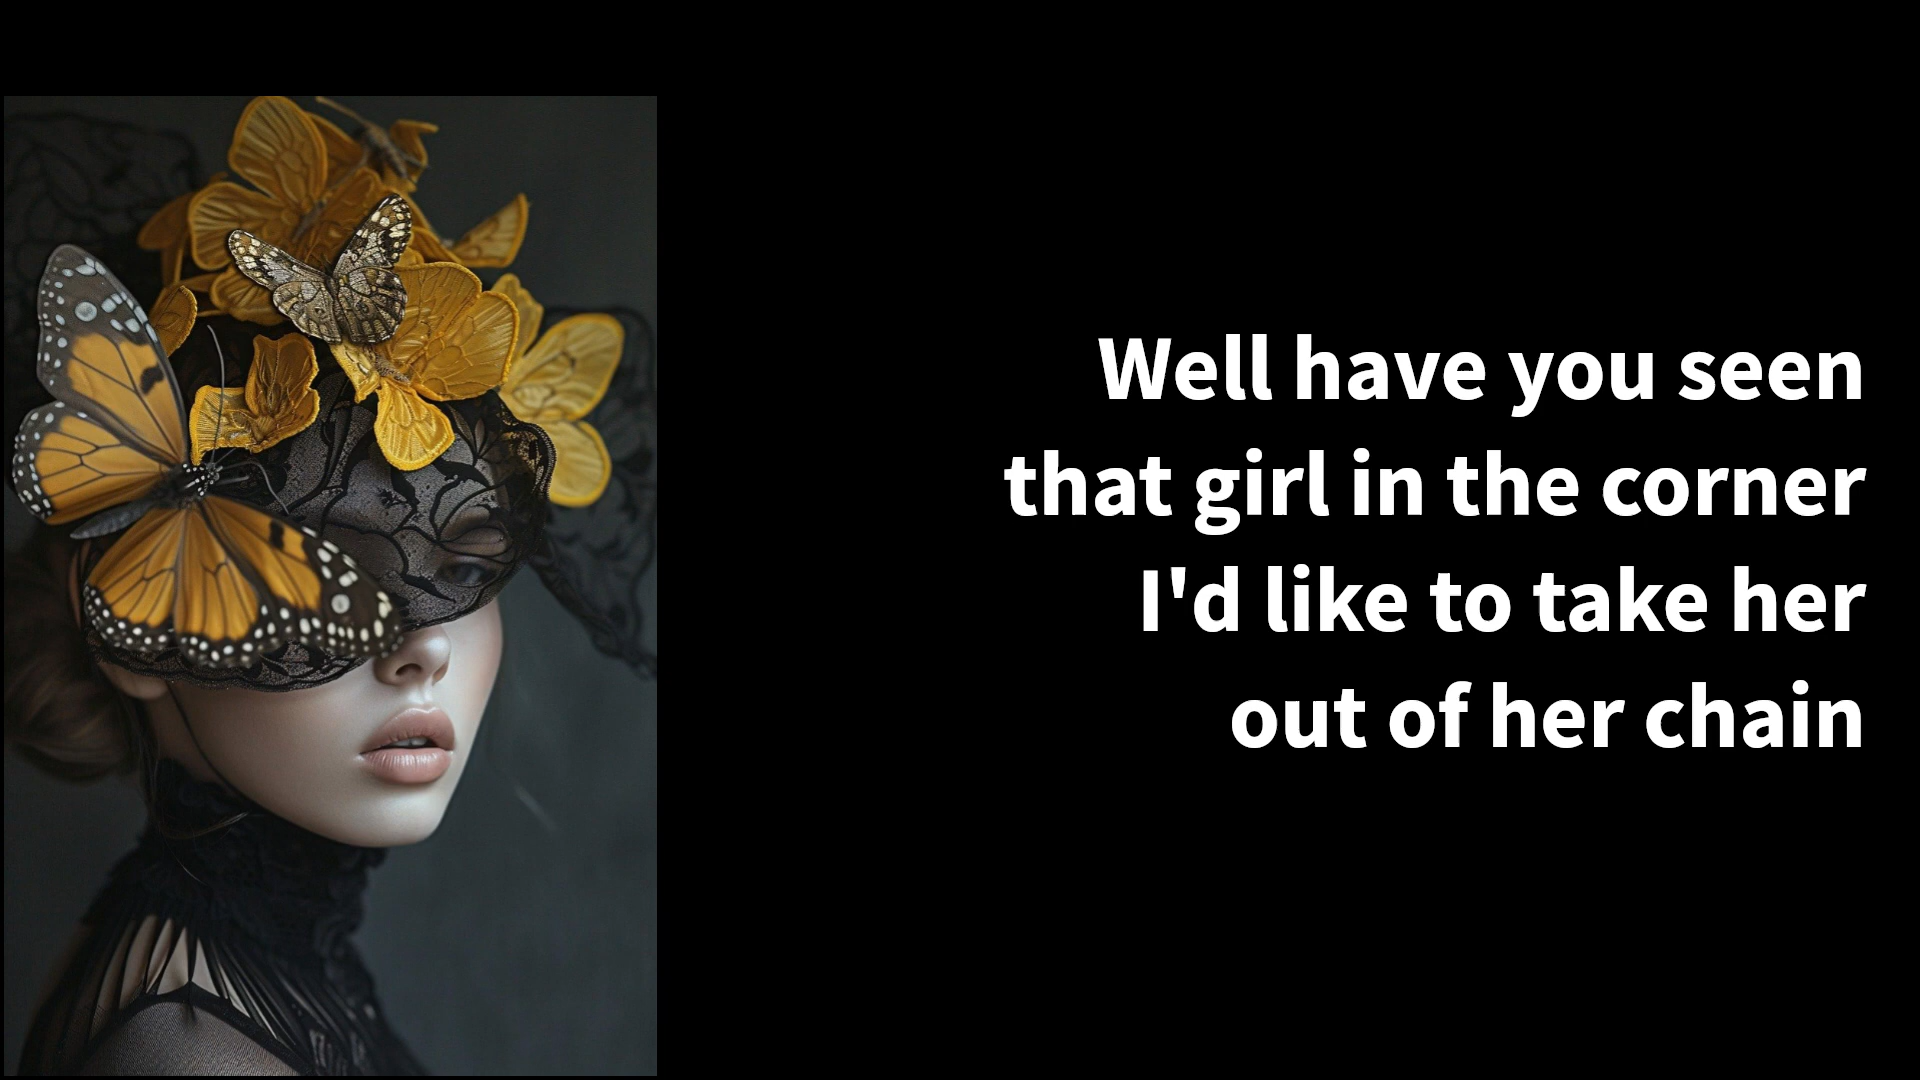 Well have you seen
that girl in the corner
I'd like to take her
out of her chain